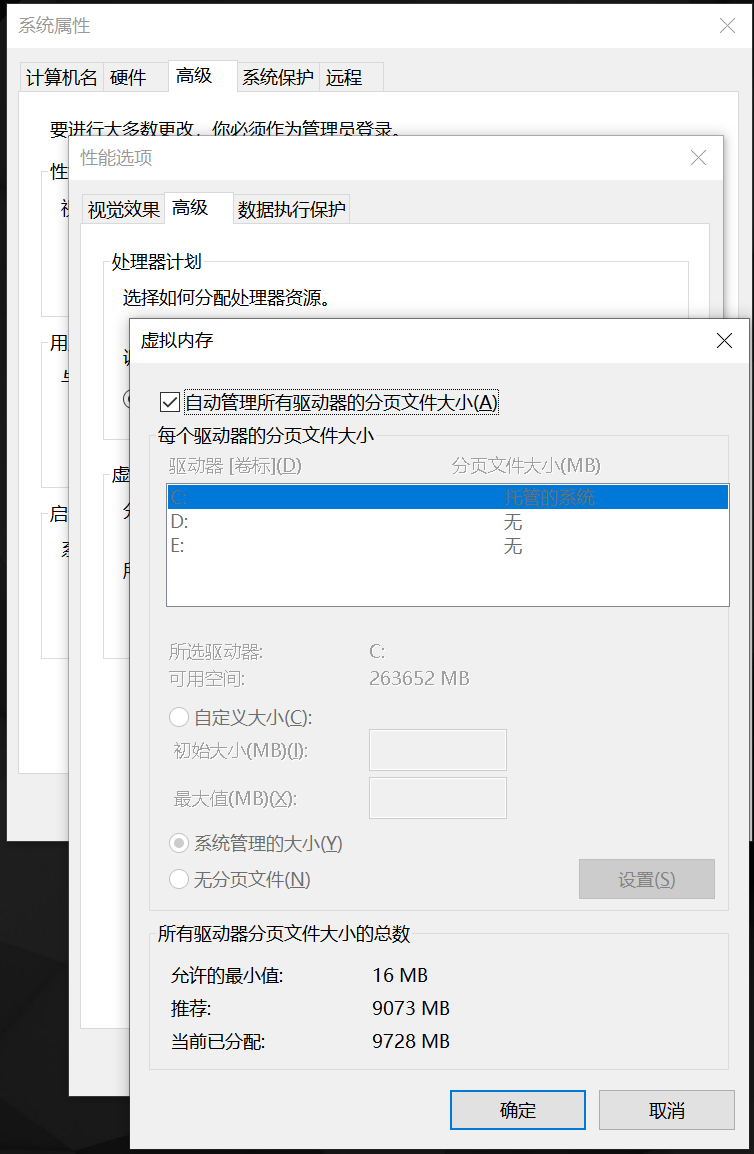 系统属性
计算机名 硬件 高级 系统保护 远程
要进行大多数更改，你必须作为管理员登录。
性能选项
视觉效果 高级 数据执行保护
处理器计划
选择如何分配处理器资源。
虚拟内存
自动管理所有驱动器的分页文件大小(A)
每个驱动器的分页文件大小
驱动器 [卷标](D) 分页文件大小(MB)
C: 托管的系统
D: 无
E: 无
所选驱动器: C:
可用空间: 263652 MB
自定义大小(C):
初始大小(MB)(I):
最大值(MB)(X):
系统管理的大小(Y)
无分页文件(N)
设置(S)
所有驱动器分页文件大小的总数
允许的最小值: 16 MB
推荐: 9073 MB
当前已分配: 9728 MB
确定 取消